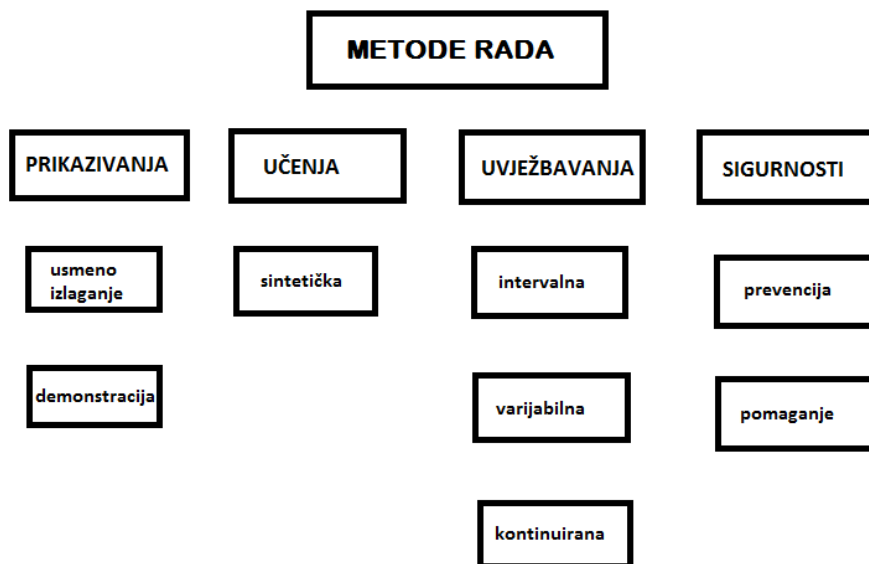 METODE RADA
PRIKAZIVANJA
UČENJA
UVJEŽBAVANJA
SIGURNOSTI
usmeno
izlaganje
sintetička
intervalna
prevencija
demonstracija
varijabilna
pomaganje
kontinuirana